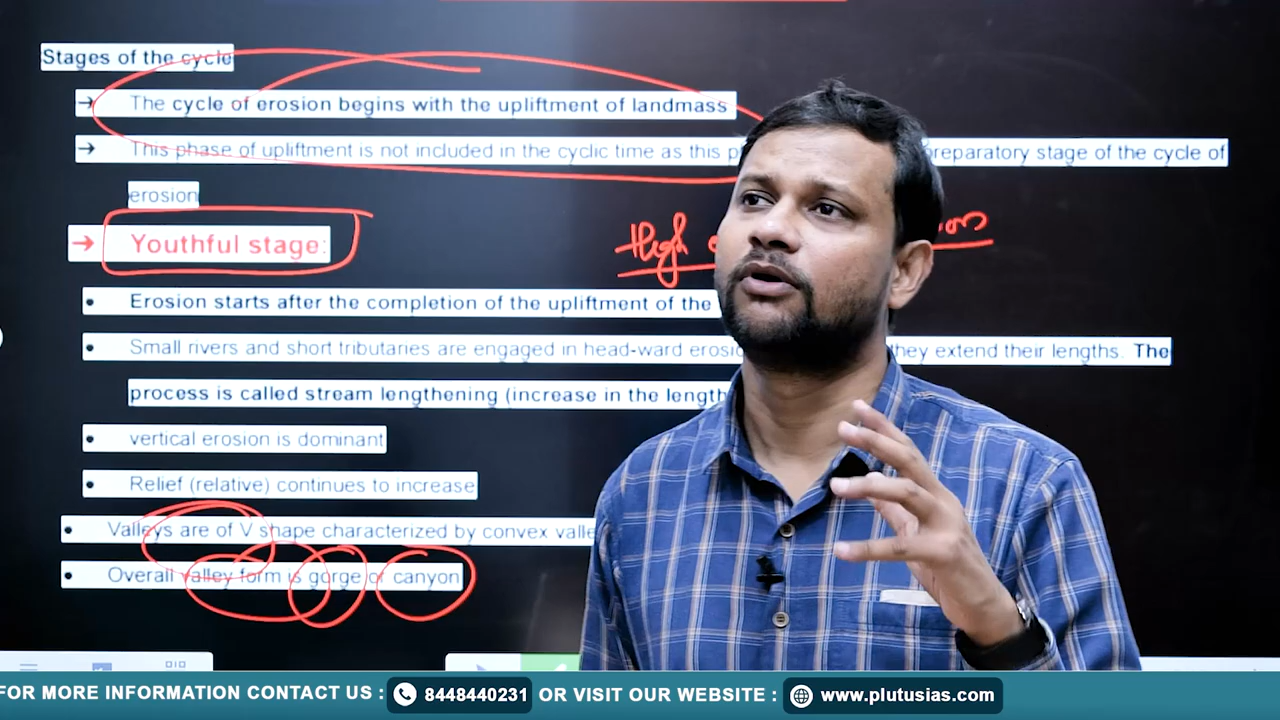 Stages of the cycle
→ The cycle of erosion begins with the upliftment of landmass
→ This phase of upliftment is not included in the cyclic time as this preparatory stage of the cycle of
erosion
High
→ Youthful stage:
• Erosion starts after the completion of the upliftment of the
• Small rivers and short tributaries are engaged in head-ward they extend their lengths. The
process is called stream lengthening (increase in the length
• vertical erosion is dominant
• Relief (relative) continues to increase
• Valleys are of V shape characterized by convex
• Overall valley form is gorge or canyon
FOR MORE INFORMATION CONTACT US : 8448440231 OR VISIT OUR WEBSITE : www.plutusias.com